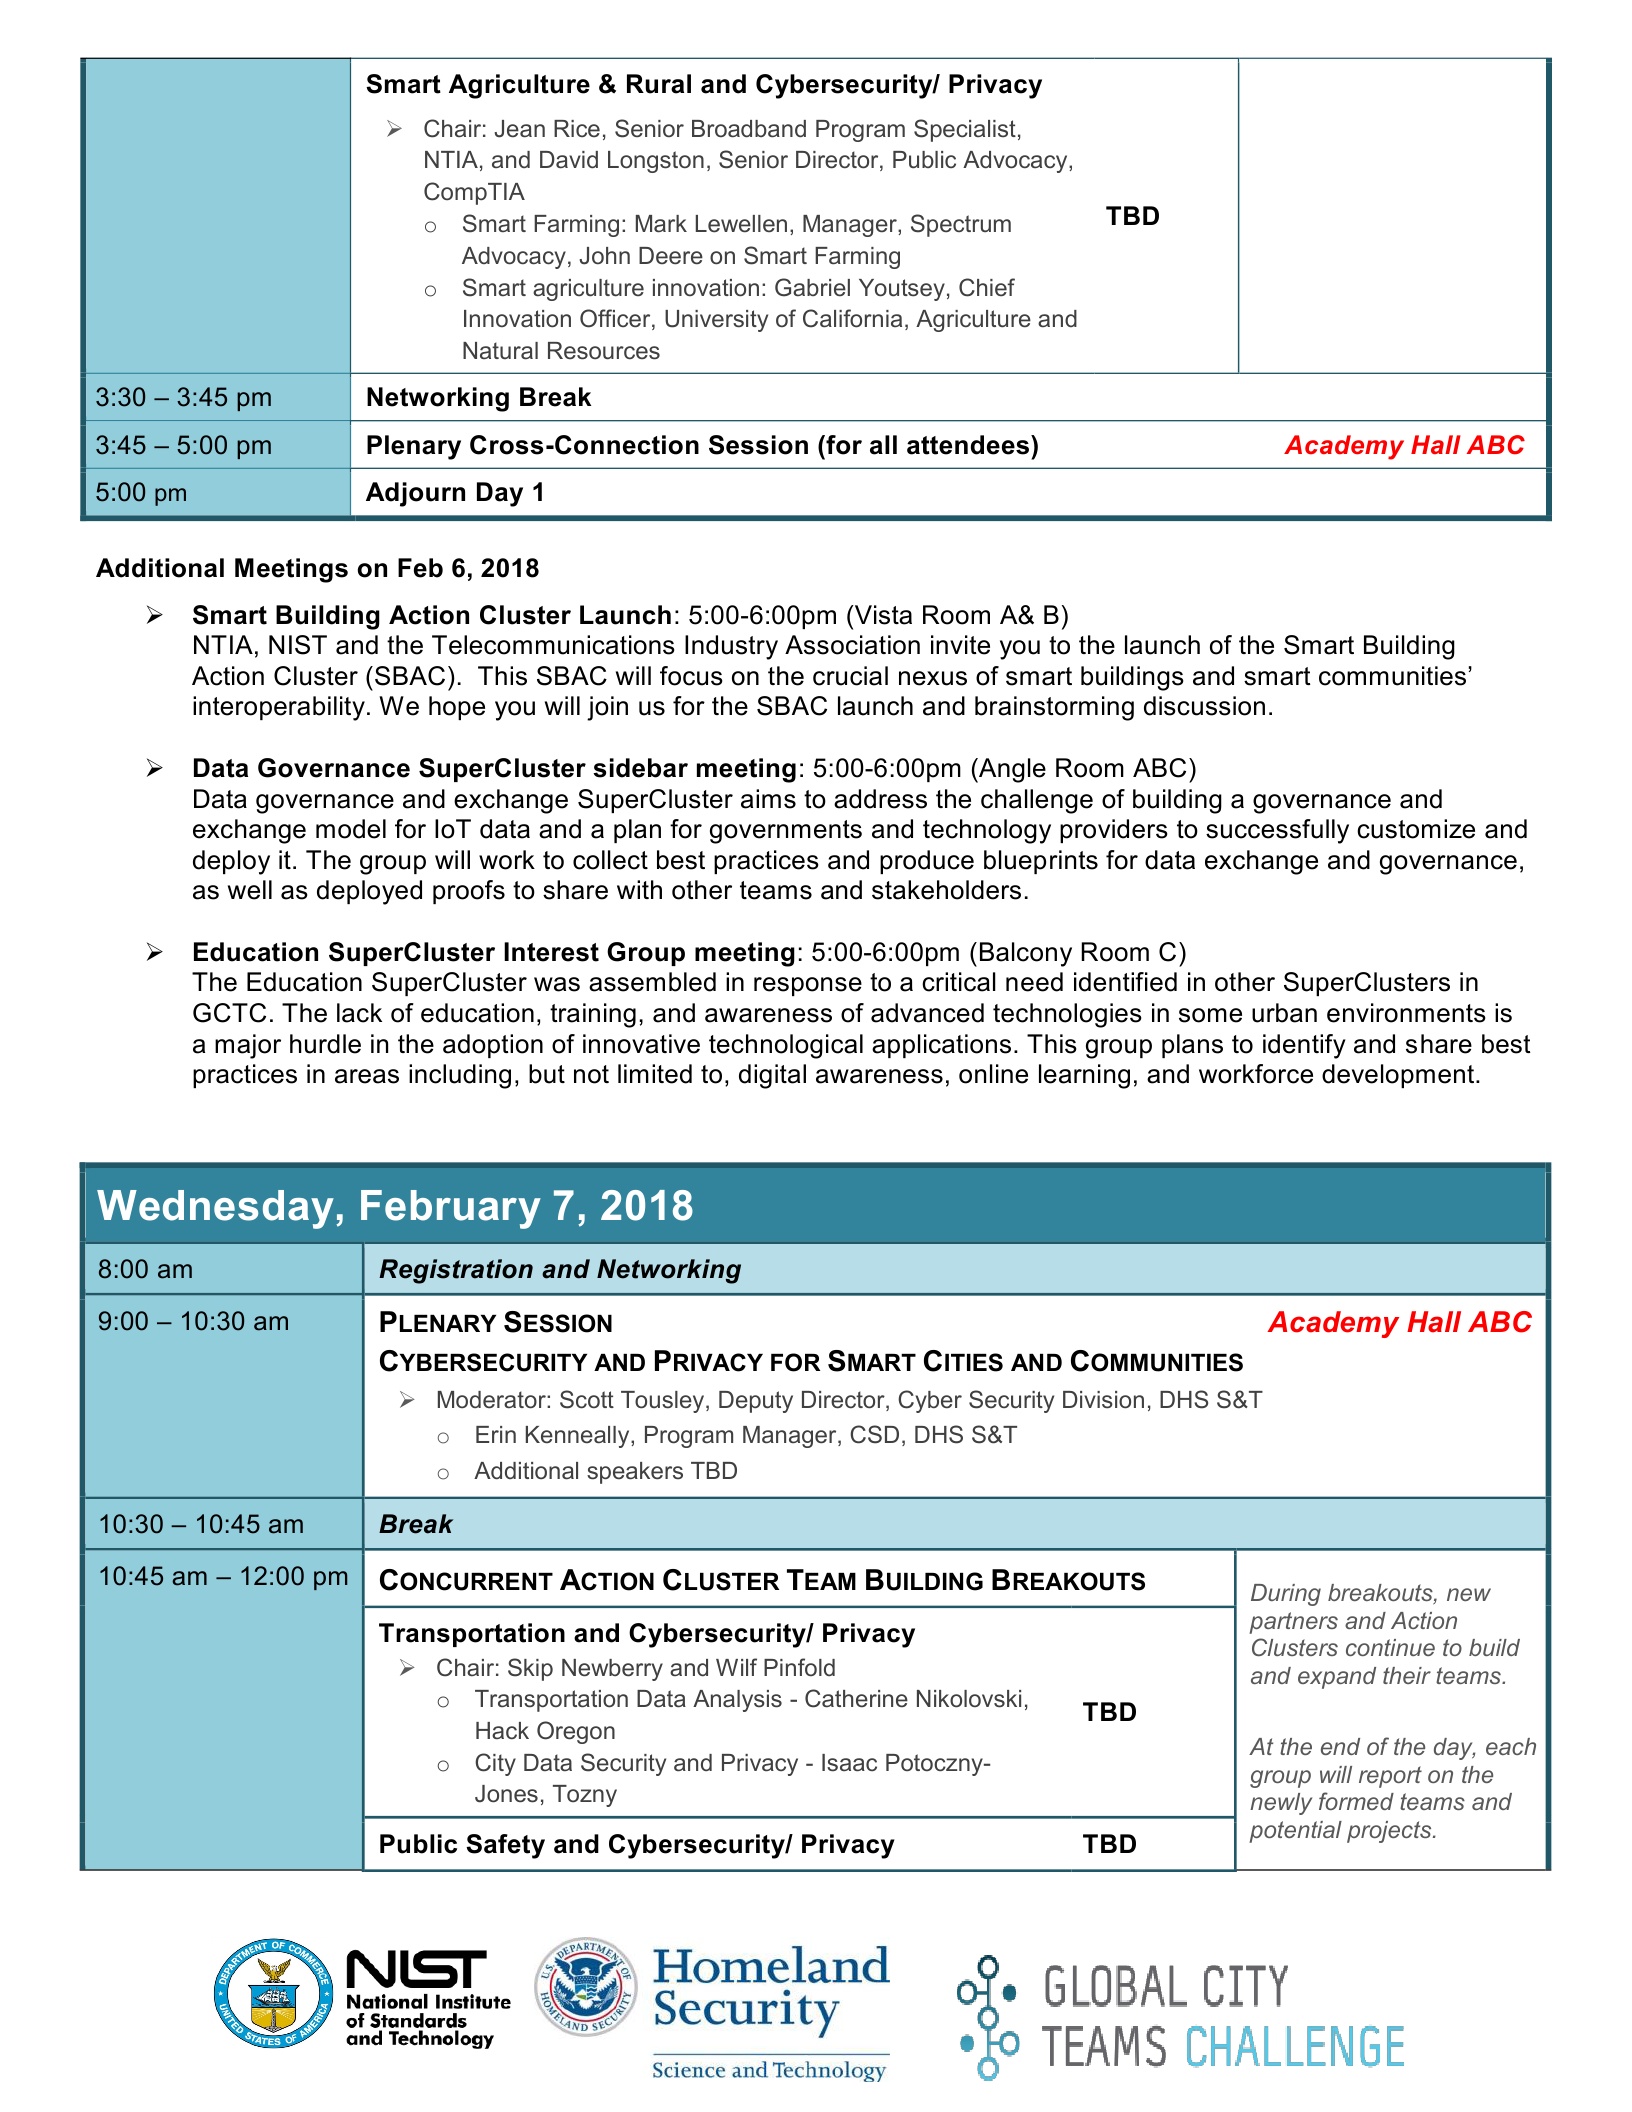 Smart Agriculture & Rural and Cybersecurity/ Privacy
➢ Chair: Jean Rice, Senior Broadband Program Specialist,
NTIA, and David Longston, Senior Director, Public Advocacy,
CompTIA
o Smart Farming: Mark Lewellen, Manager, Spectrum
Advocacy, John Deere on Smart Farming
o Smart agriculture innovation: Gabriel Youtsey, Chief
Innovation Officer, University of California, Agriculture and
Natural Resources
TBD
3:30 – 3:45 pm Networking Break
3:45 – 5:00 pm Plenary Cross-Connection Session (for all attendees) Academy Hall ABC
5:00 pm Adjourn Day 1
Additional Meetings on Feb 6, 2018
➢ Smart Building Action Cluster Launch: 5:00-6:00pm (Vista Room A& B)
NTIA, NIST and the Telecommunications Industry Association invite you to the launch of the Smart Building
Action Cluster (SBAC).  This SBAC will focus on the crucial nexus of smart buildings and smart communities’
interoperability. We hope you will join us for the SBAC launch and brainstorming discussion.
➢ Data Governance SuperCluster sidebar meeting: 5:00-6:00pm (Angle Room ABC)
Data governance and exchange SuperCluster aims to address the challenge of building a governance and
exchange model for IoT data and a plan for governments and technology providers to successfully customize and
deploy it. The group will work to collect best practices and produce blueprints for data exchange and governance,
as well as deployed proofs to share with other teams and stakeholders.
➢ Education SuperCluster Interest Group meeting: 5:00-6:00pm (Balcony Room C)
The Education SuperCluster was assembled in response to a critical need identified in other SuperClusters in
GCTC. The lack of education, training, and awareness of advanced technologies in some urban environments is
a major hurdle in the adoption of innovative technological applications. This group plans to identify and share best
practices in areas including, but not limited to, digital awareness, online learning, and workforce development.
Wednesday, February 7, 2018
8:00 am Registration and Networking
9:00 – 10:30 am PLENARY SESSION Academy Hall ABC
CYBERSECURITY AND PRIVACY FOR SMART CITIES AND COMMUNITIES
➢ Moderator: Scott Tousley, Deputy Director, Cyber Security Division, DHS S&T
o Erin Kenneally, Program Manager, CSD, DHS S&T
o Additional speakers TBD
10:30 – 10:45 am Break
10:45 am – 12:00 pm CONCURRENT ACTION CLUSTER TEAM BUILDING BREAKOUTS
Transportation and Cybersecurity/ Privacy
➢ Chair: Skip Newberry and Wilf Pinfold
o Transportation Data Analysis - Catherine Nikolovski,
Hack Oregon
o City Data Security and Privacy - Isaac Potoczny-
Jones, Tozny
TBD
Public Safety and Cybersecurity/ Privacy TBD
During breakouts, new
partners and Action
Clusters continue to build
and expand their teams.
At the end of the day, each
group will report on the
newly formed teams and
potential projects.
DEPARTMENT OF COMMERCE
UNITED STATES OF AMERICA
NIST
National Institute
of Standards
and Technology
U.S. DEPARTMENT OF
HOMELAND SECURITY
Homeland
Security
Science and Technology
GLOBAL CITY
TEAMS CHALLENGE